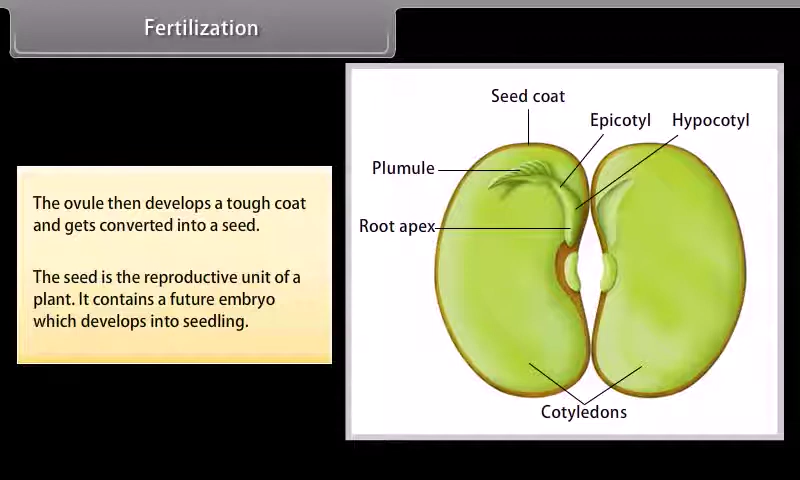 Fertilization
The ovule then develops a tough coat
and gets converted into a seed.
The seed is the reproductive unit of a
plant. It contains a future embryo
which develops into seedling.
Seed coat
Epicotyl
Hypocotyl
Plumule
Root apex
Cotyledons